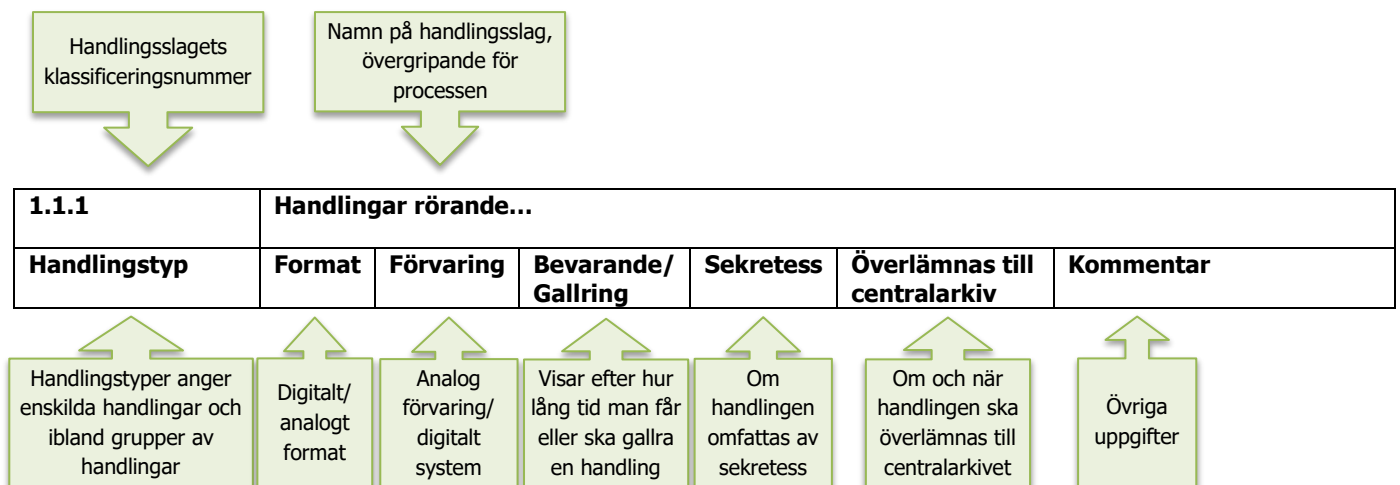 Handlingsslagets
klassificeringsnummer
Namn på handlingsslag,
övergripande för
processen
1.1.1
Handlingar rörande…
Handlingstyp
Format
Förvaring
Bevarande/
Gallring
Sekretess
Överlämnas till
centralarkiv
Kommentar
Handlingstyper anger
enskilda handlingar och
ibland grupper av
handlingar
Digitalt/
analogt
format
Analog
förvaring/
digitalt
system
Visar efter hur
lång tid man får
eller ska gallra
en handling
Om
handlingen
omfattas av
sekretess
Om och när
handlingen ska
överlämnas till
centralarkivet
Övriga
uppgifter